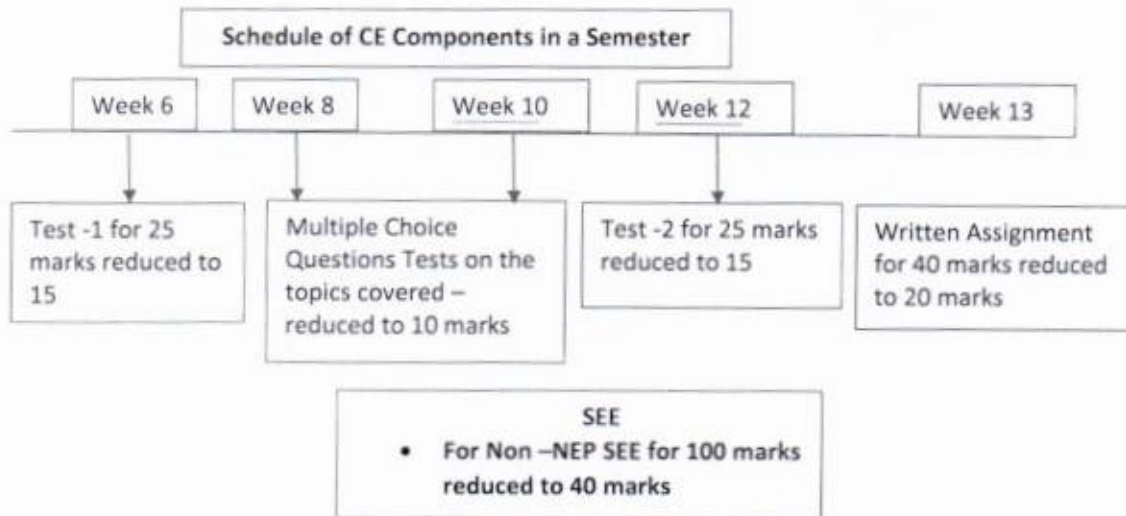 Schedule of CE Components in a Semester
Week 6
Week 8
Week 10
Week 12
Week 13
Test -1 for 25
marks reduced to
15
Multiple Choice
Questions Tests on the
topics covered –
reduced to 10 marks
Test -2 for 25 marks
reduced to 15
Written Assignment
for 40 marks reduced
to 20 marks
SEE
• For Non –NEP SEE for 100 marks
reduced to 40 marks